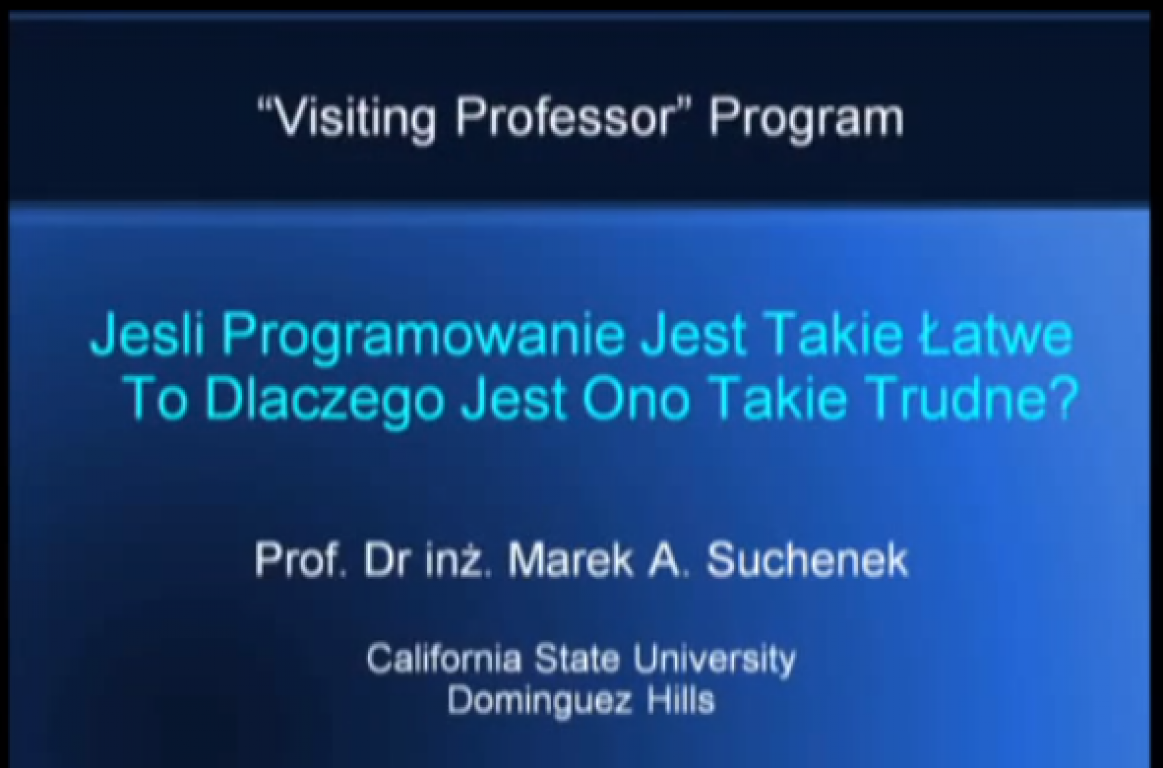 “Visiting Professor” Program
Jesli Programowanie Jest Takie Łatwe
To Dlaczego Jest Ono Takie Trudne?
Prof. Dr inż. Marek A. Suchenek
California State University
Dominguez Hills